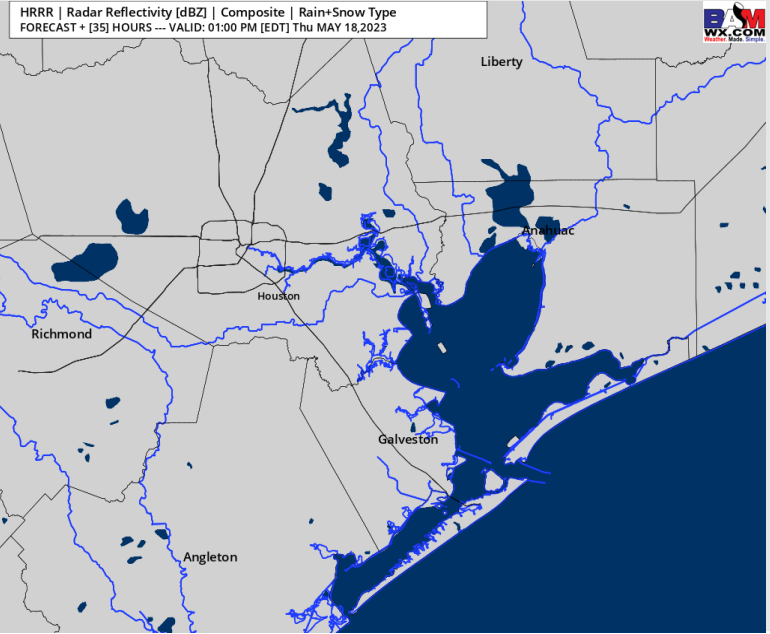 HRRR | Radar Reflectivity [dBZ] | Composite | Rain+Snow Type
FORECAST + [35] HOURS --- VALID: 01:00 PM [EDT] Thu MAY 18,2023
BAM
WX.COM
Weather. Made. Simple.
Liberty
Anahuac
Houston
Richmond
Galveston
Angleton